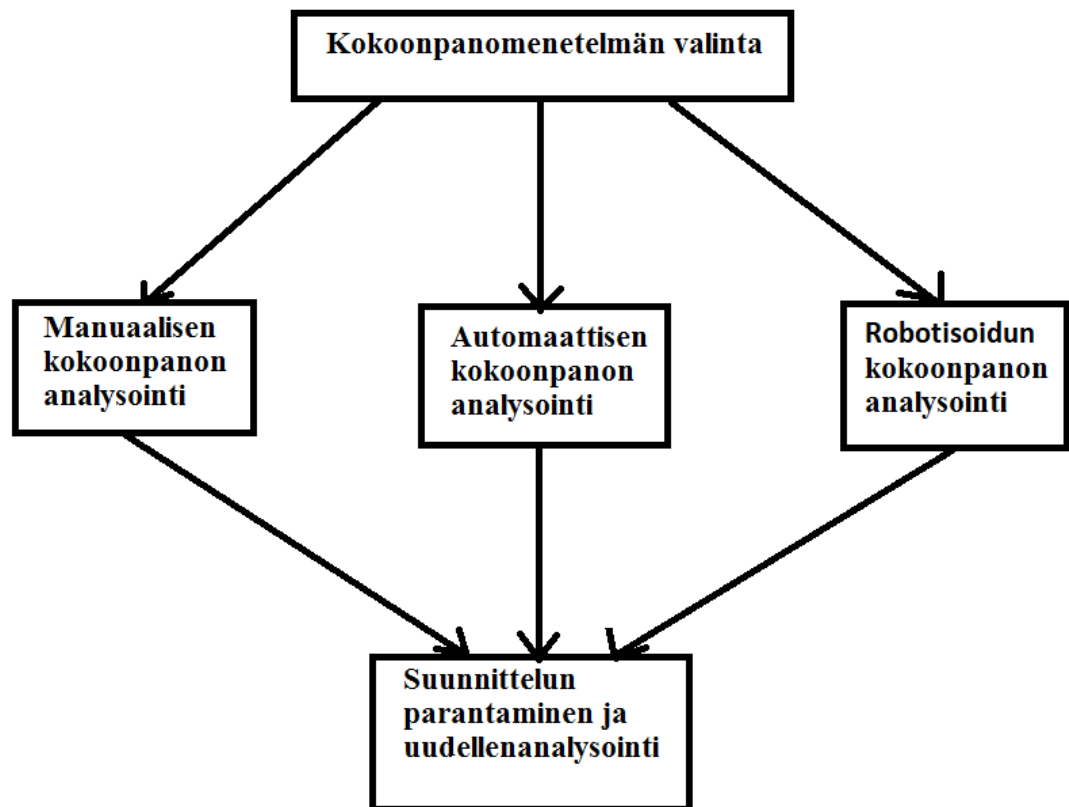 Kokoonpanomenetelmän valinta
Manuaalisen
kokoonpanon
analysointi
Automaattisen
kokoonpanon
analysointi
Robotisoidun
kokoonpanon
analysointi
Suunnittelun
parantaminen ja
uudellenanalysointi